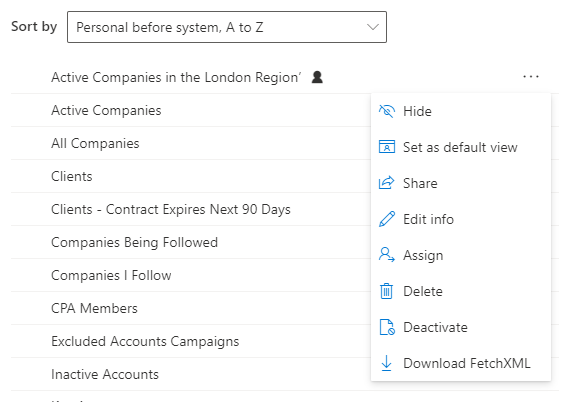 Sort by
Personal before system, A to Z
Active Companies in the London Region'
Active Companies
All Companies
Clients
Clients - Contract Expires Next 90 Days
Companies Being Followed
Companies I Follow
CPA Members
Excluded Accounts Campaigns
Inactive Accounts
Hide
Set as default view
Share
Edit info
Assign
Delete
Deactivate
Download FetchXML